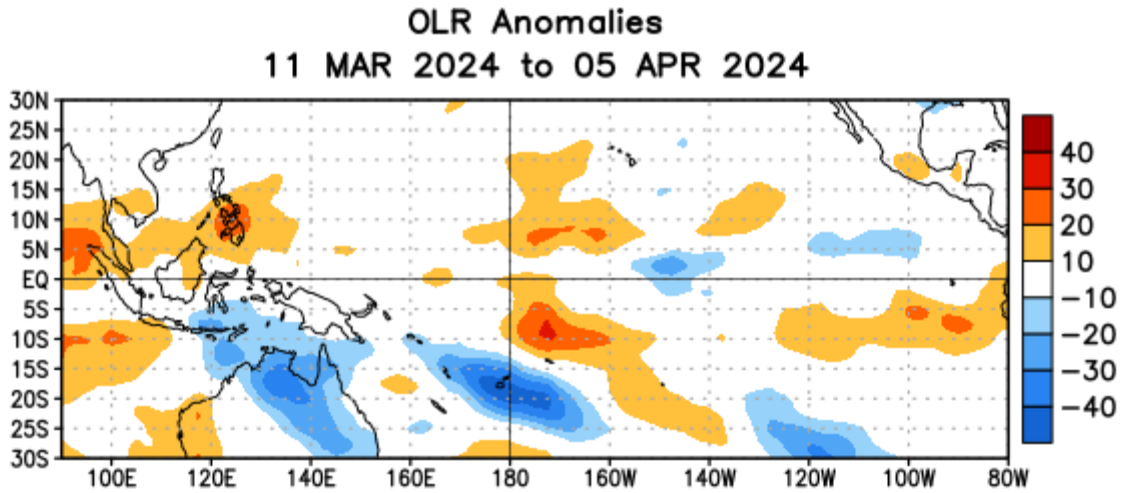 OLR Anomalies
11 MAR 2024 to 05 APR 2024
30N
25N
20N
15N
10N
5N
EQ
5S
10S
15S
20S
25S
30S
100E 120E 140E 160E 180 160W 140W 120W 100W 80W
40
30
20
10
-10
-20
-30
-40